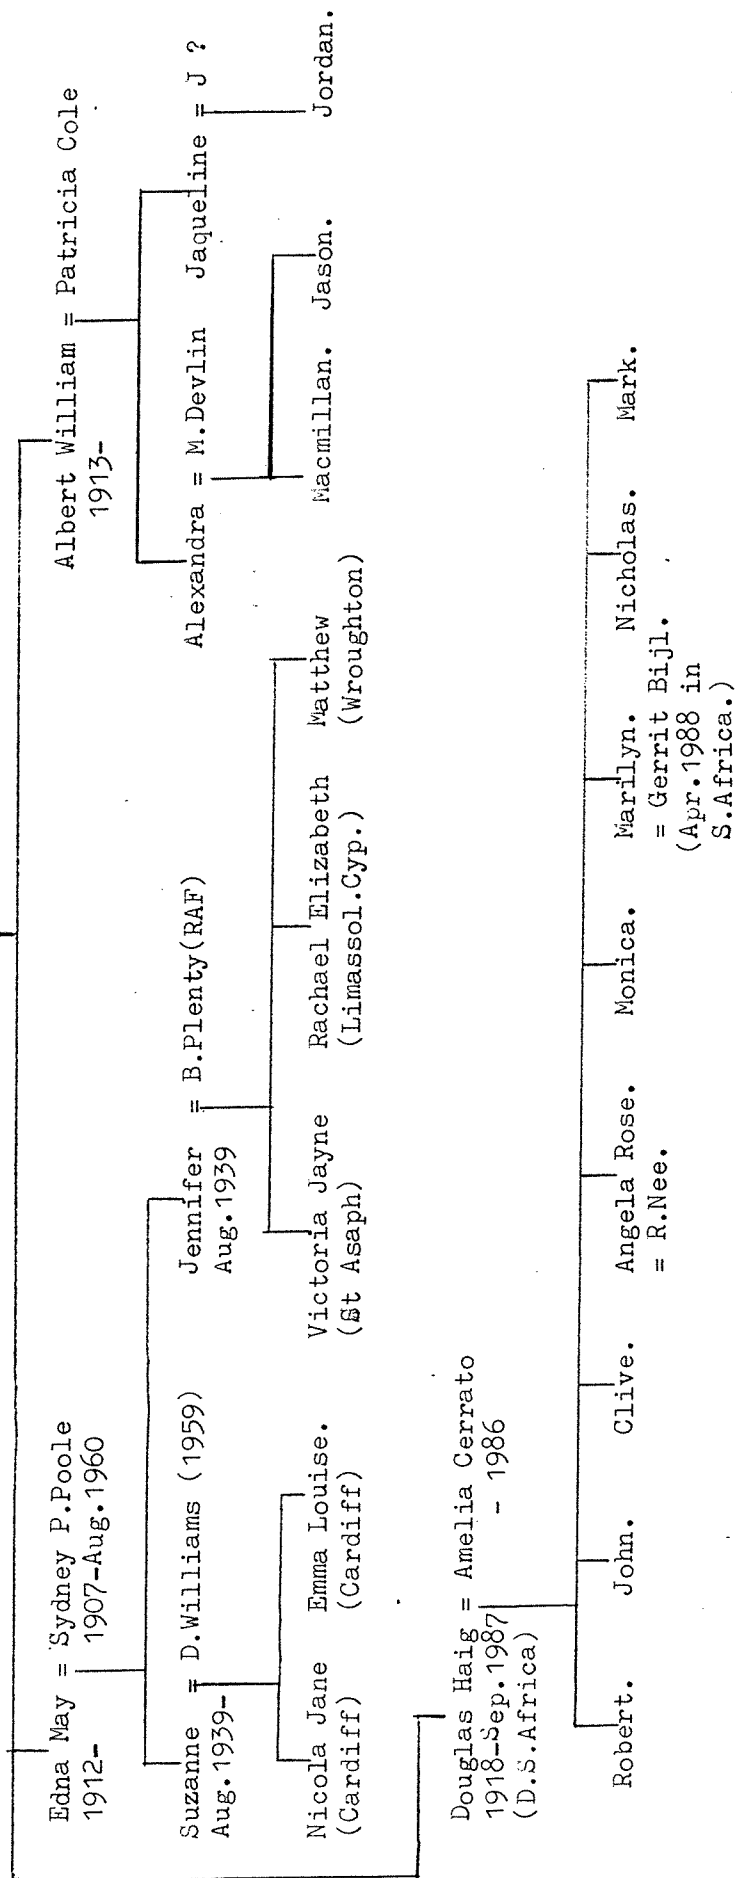 Edna May = Sydney P.Poole
1912-
1907-Aug.1960
Albert William = Patricia Cole
1913-
Suzanne = D.Williams (1959)
Aug.1939-
Jennifer = B.Plenty(RAF)
Aug.1939
Alexandra = M.Devlin
Jaqueline = J ?
Nicola Jane
(Cardiff)
Emma Louise.
(Cardiff)
Victoria Jayne
(St Asaph)
Rachael Elizabeth
(Limassol.Cyp.)
Matthew
(Wroughton)
Macmillan.
Jason.
Jordan.
Douglas Haig = Amelia Cerrato
1918-Sep.1987
- 1986
(D.S.Africa)
Robert.
John.
Clive.
Angela Rose.
= R.Nee.
Monica.
Marilyn.
= Gerrit Bijl.
(Apr.1988 in
S.Africa.)
Nicholas.
Mark.